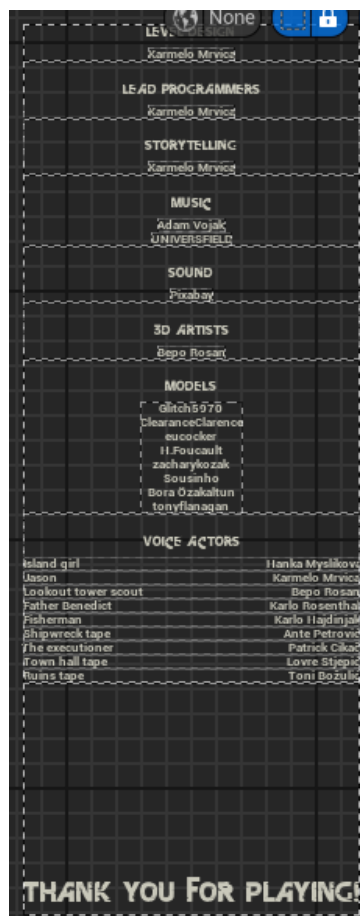 None
LEVEL DESIGN
Karmelo Mrvica
LEAD PROGRAMMERS
Karmelo Mrvica
STORYTELLING
Karmelo Mrvica
MUSIC
Adam Vojak
UNIVERSFIELD
SOUND
Pixabay
3D ARTISTS
Bepo Rosan
MODELS
Glitch5970
ClearanceClarence
eucocker
H.Foucault
zacharykozak
Sousinho
Bora Özakaltun
tonyflanagan
VOICE ACTORS
Island girl Hanka Myslikova
Jason Karmelo Mrvica
Lookout tower scout Bepo Rosan
Father Benedict Karlo Rosenthal
Fisherman Karlo Hajdinjak
Shipwreck tape Ante Petrovic
The executioner Patrick Cikac
Town hall tape Lovre Stjepic
Ruins tape Toni Božulic
THANK YOU FOR PLAYING!